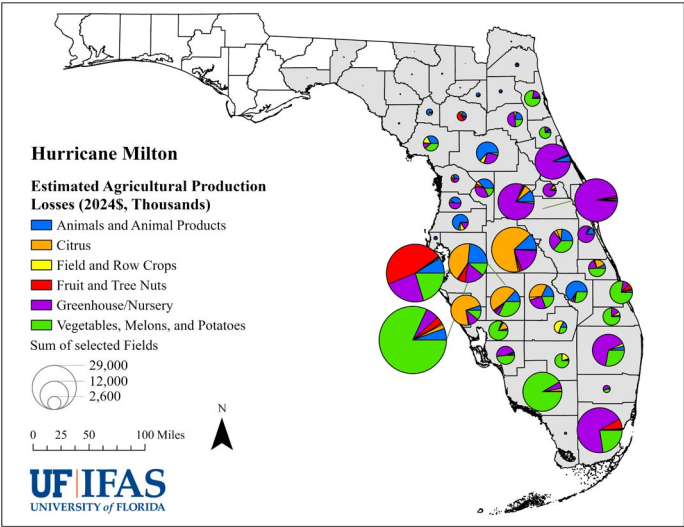 Hurricane Milton
Estimated Agricultural Production
Losses (2024$, Thousands)
Animals and Animal Products
Citrus
Field and Row Crops
Fruit and Tree Nuts
Greenhouse/Nursery
Vegetables, Melons, and Potatoes
Sum of selected Fields
29,000
12,000
2,600
N
0 25 50 100 Miles
UF|IFAS
UNIVERSITY of FLORIDA